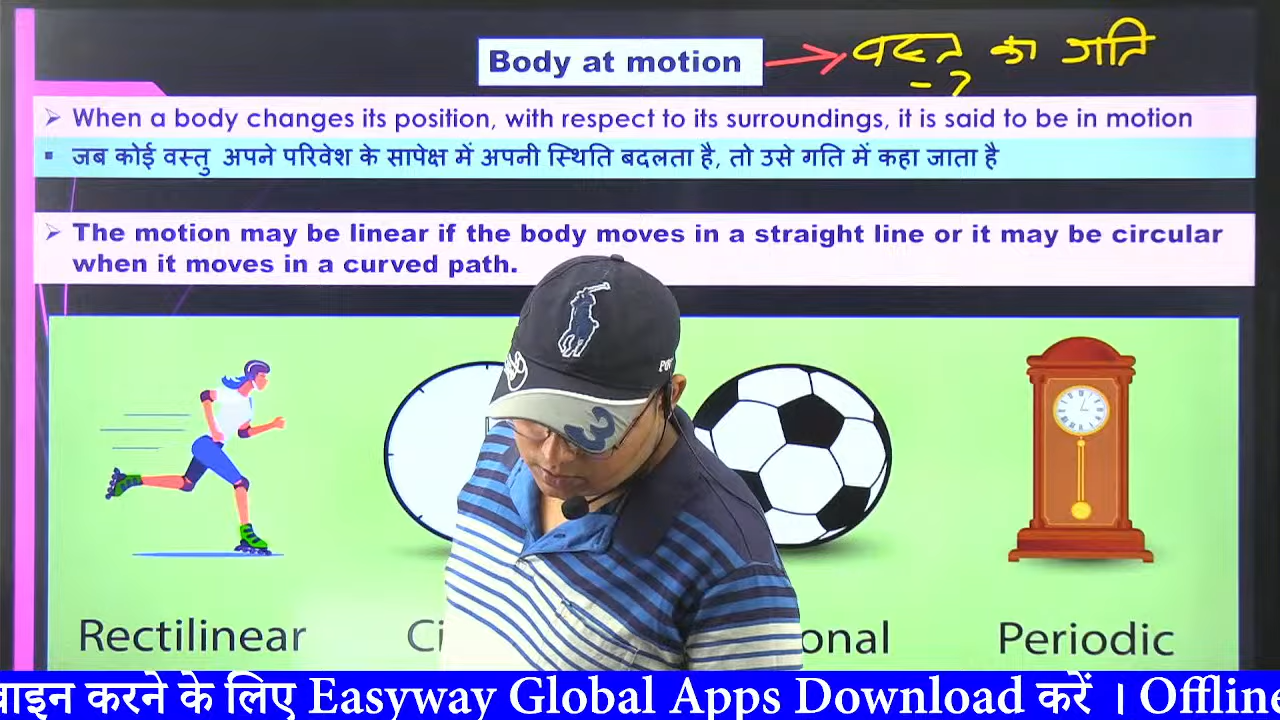 Body at motion
का गति
➢ When a body changes its position, with respect to its surroundings, it is said to be in motion
▪ जब कोई वस्तु अपने परिवेश के सापेक्ष में अपनी स्थिति बदलता है, तो उसे गति में कहा जाता है
➢ The motion may be linear if the body moves in a straight line or it may be circular
when it moves in a curved path.
3
Rectilinear Ci onal Periodic
वाइन करने के लिए Easyway Global Apps Download करें । Offline